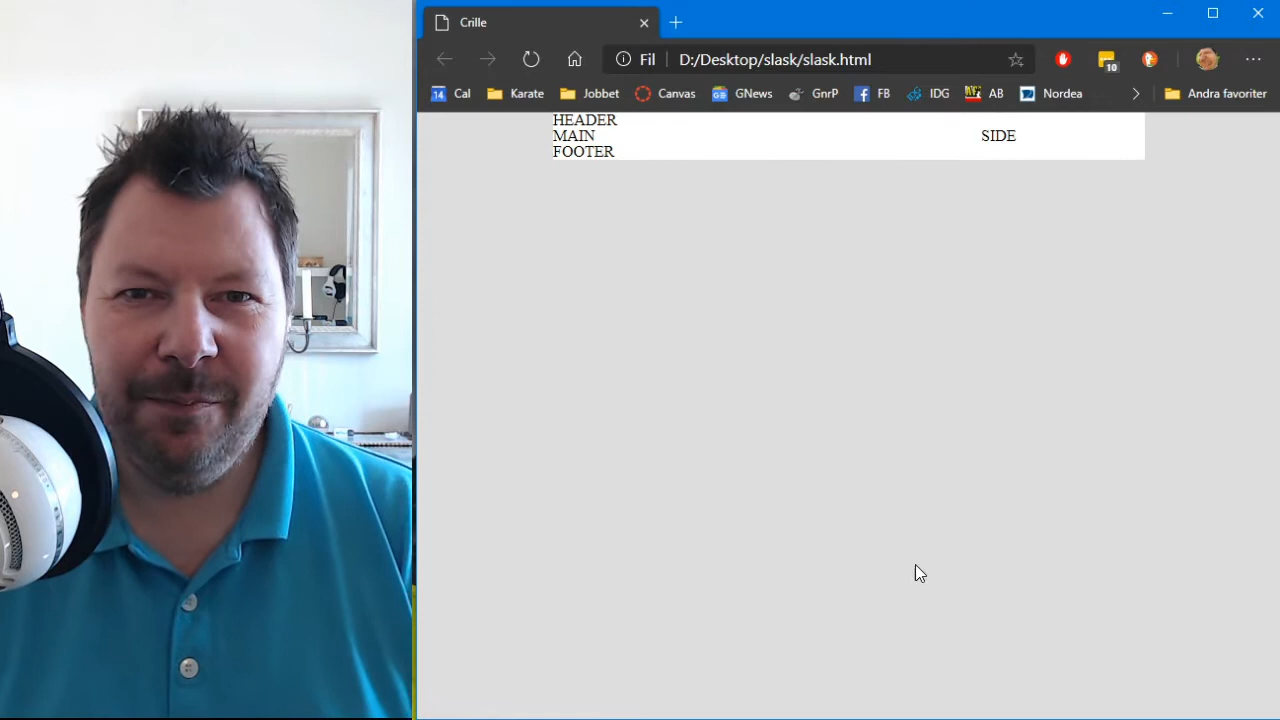 Crille
Fil D:/Desktop/slask/slask.html
10
14 Cal Karate Jobbet Canvas GNews GnrP FB IDG AB Nordea Andra favoriter
HEADER
MAIN SIDE
FOOTER